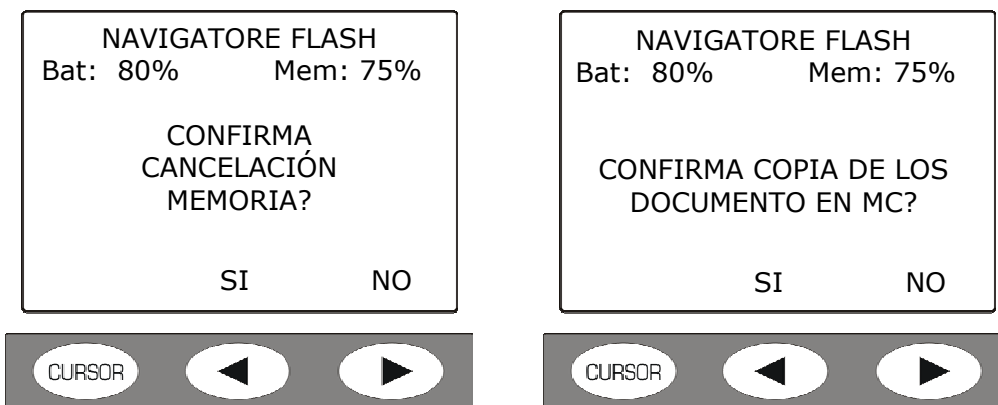 NAVIGATORE FLASH
Bat: 80% Mem: 75%
CONFIRMA
CANCELACIÓN
MEMORIA?
SI NO
CURSOR
NAVIGATORE FLASH
Bat: 80% Mem: 75%
CONFIRMA COPIA DE LOS
DOCUMENTO EN MC?
SI NO
CURSOR